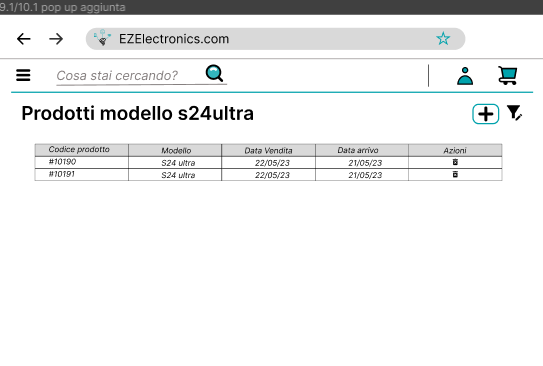 9.1/10.1 pop up aggiunta
EZElectronics.com
Cosa stai cercando?
Prodotti modello s24ultra
Codice prodotto Modello Data Vendita Data arrivo Azioni
#10190 S24 ultra 22/05/23 21/05/23
#10191 S24 ultra 22/05/23 21/05/23